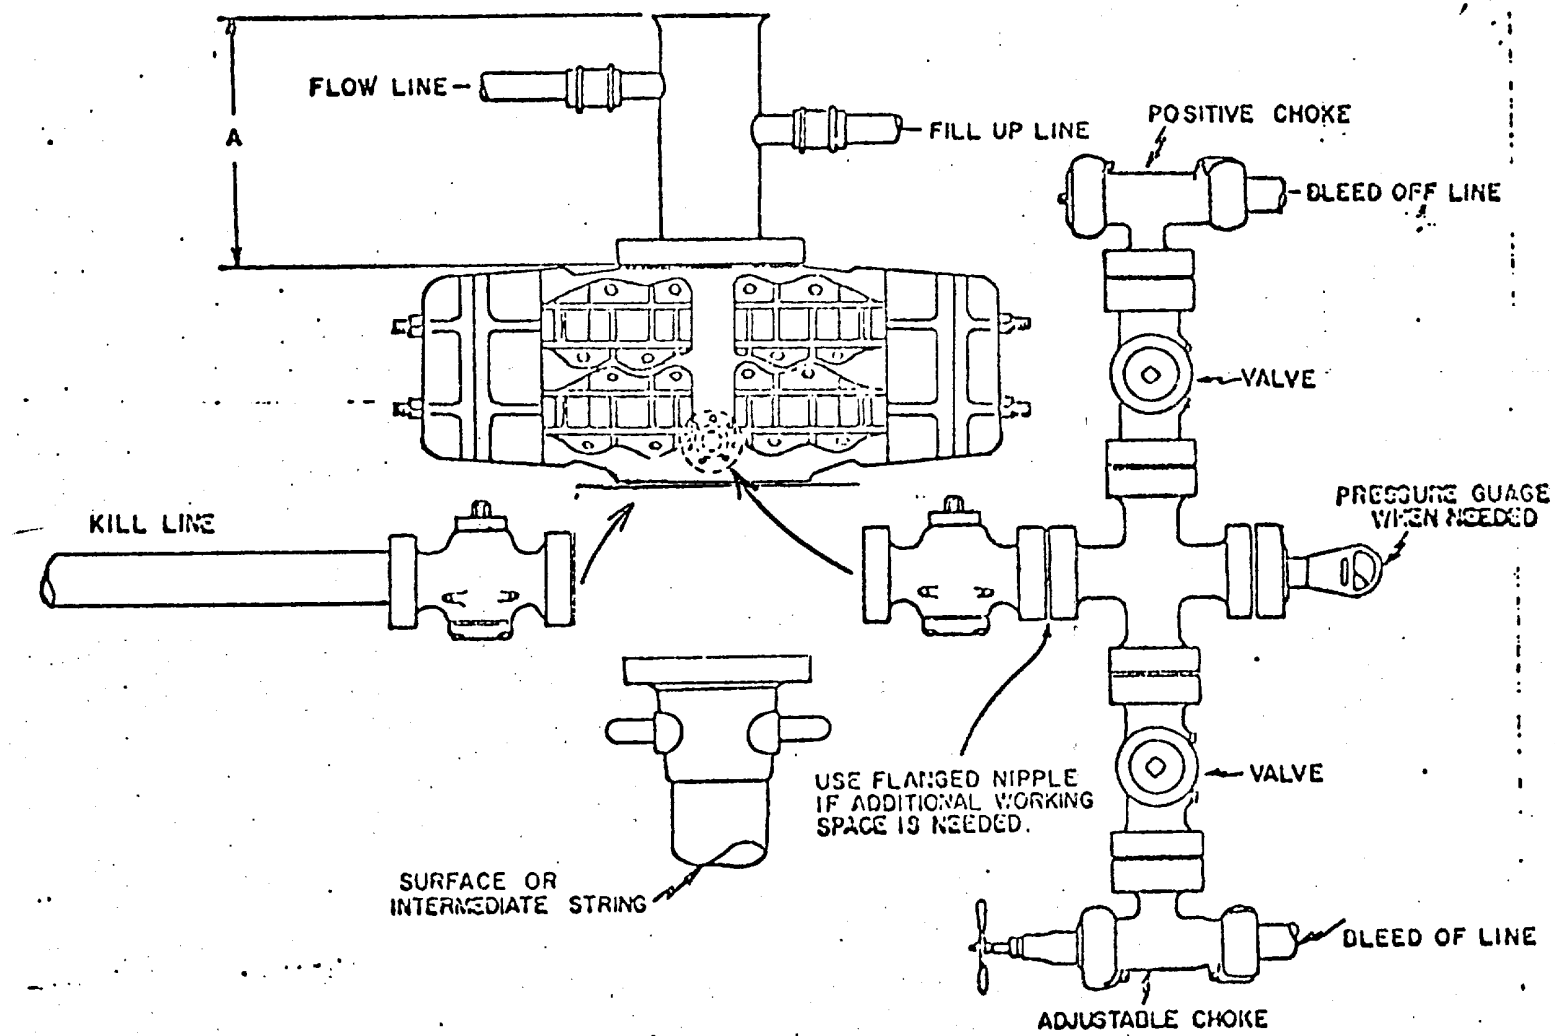 FLOW LINE
A
FILL UP LINE
POSITIVE CHOKE
BLEED OFF LINE
VALVE
PRESSURE GUAGE
WHEN NEEDED
KILL LINE
VALVE
USE FLANGED NIPPLE
IF ADDITIONAL WORKING
SPACE IS NEEDED.
SURFACE OR
INTERMEDIATE STRING
BLEED OF LINE
ADJUSTABLE CHOKE